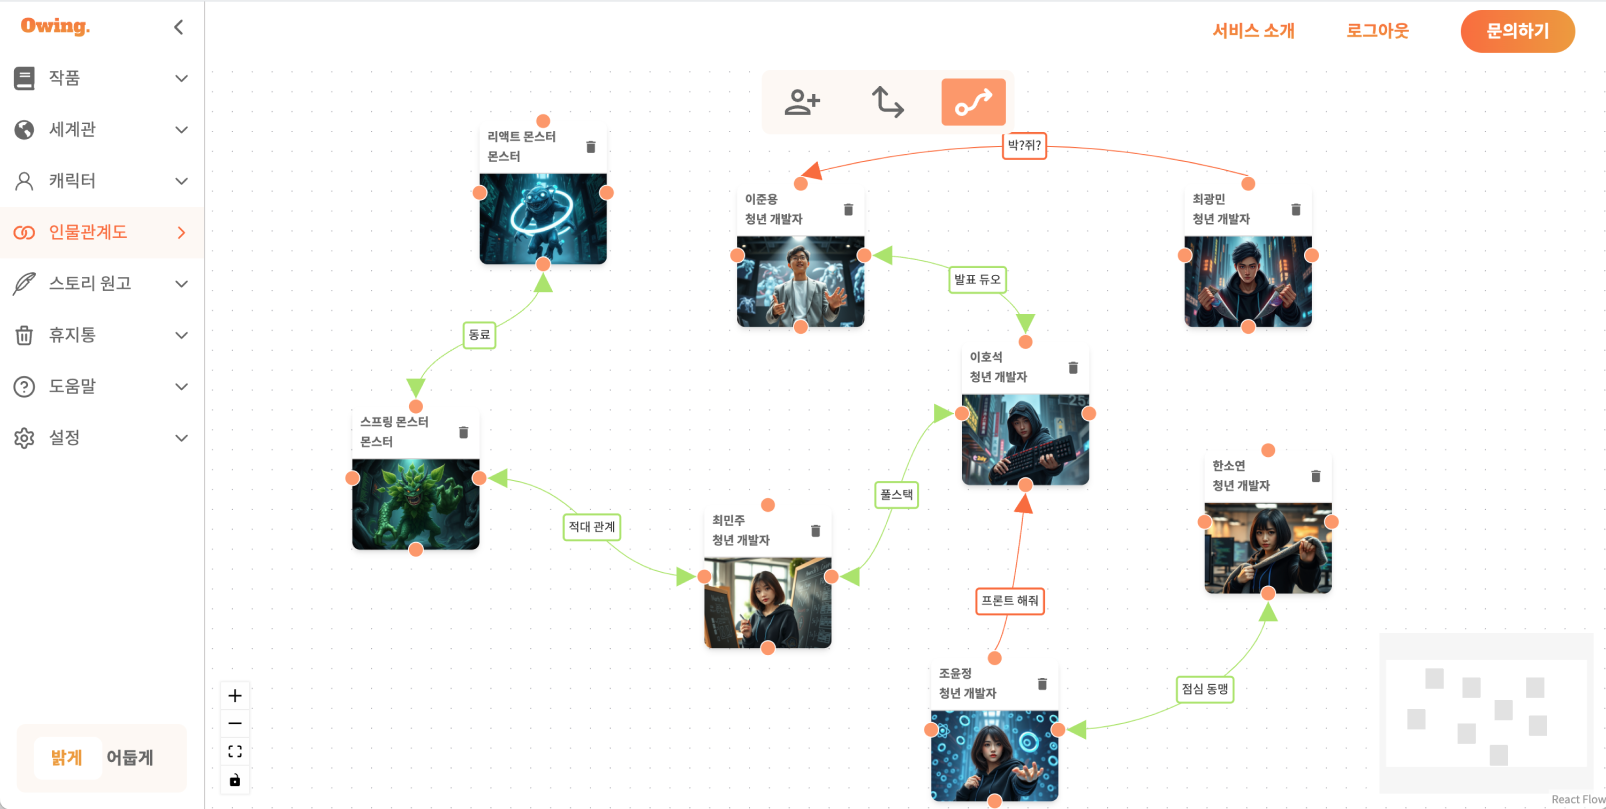 Owing.
작품
세계관
캐릭터
인물관계도
스토리 원고
휴지통
도움말
설정
밝게
어둡게
서비스 소개
로그아웃
문의하기
리액트 몬스터
몬스터
박?쥐?
이준용
청년 개발자
최광민
청년 개발자
발표 듀오
동료
이호석
청년 개발자
스프링 몬스터
몬스터
한소연
청년 개발자
풀스택
적대 관계
최민주
청년 개발자
프론트 해줘
조윤정
청년 개발자
점심 동맹
React Flow